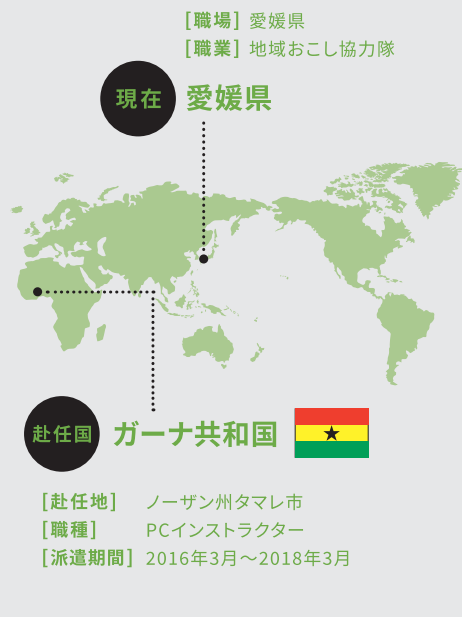 [職場] 愛媛県
[職業] 地域おこし協力隊
現在 愛媛県
赴任国 ガーナ共和国
[赴任地] ノーザン州タマレ市
[職種] PCインストラクター
[派遣期間] 2016年3月〜2018年3月